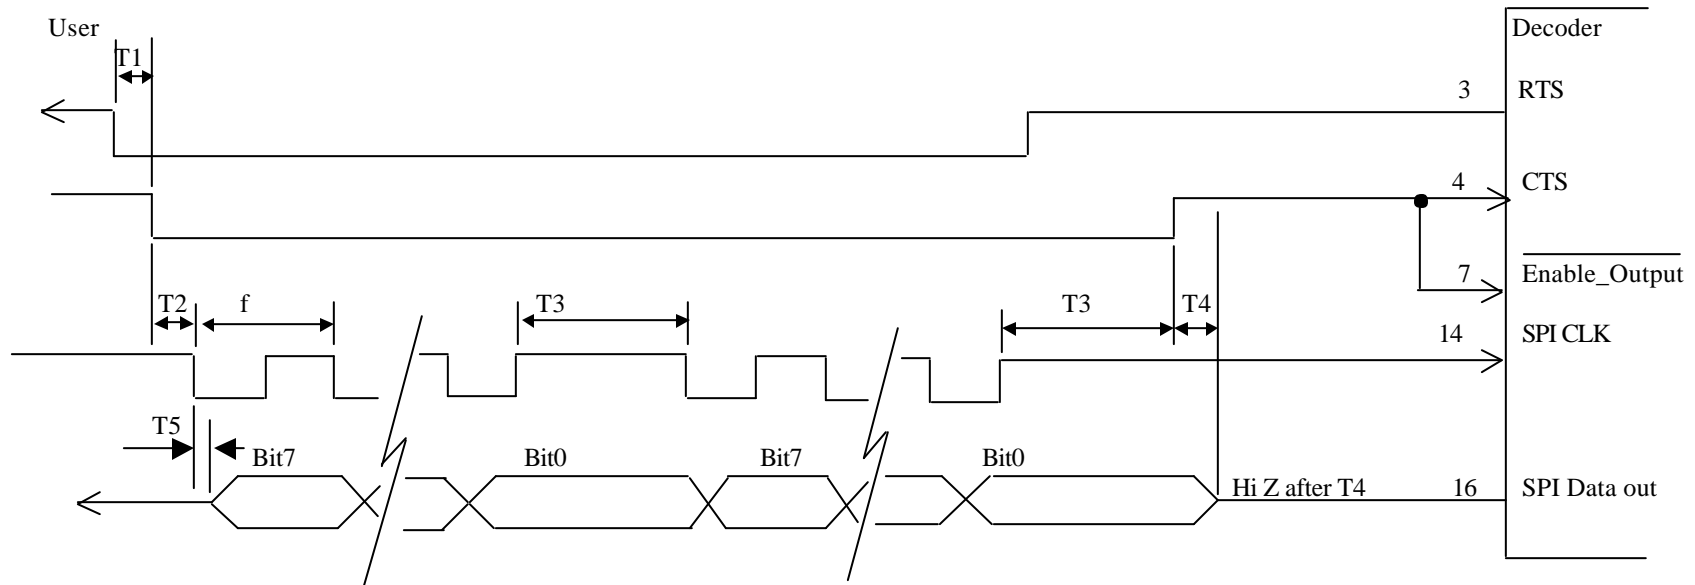 User
Decoder
T1
3 RTS
4 CTS
7 Enable_Output
T2 f T3 T3 T4
14 SPI CLK
T5
Bit7 Bit0 Bit7 Bit0
Hi Z after T4 16 SPI Data out